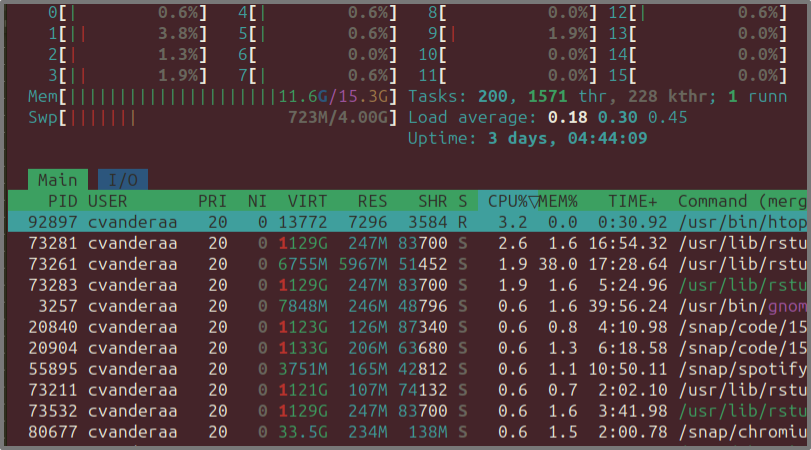 0[| 0.6%] 4[| 0.6%] 8[ 0.0%] 12[| 0.6%]
1[|| 3.8%] 5[| 0.6%] 9[| 1.9%] 13[ 0.0%]
2[| 1.3%] 6[ 0.0%] 10[ 0.0%] 14[ 0.0%]
3[|| 1.9%] 7[| 0.6%] 11[ 0.0%] 15[ 0.0%]
Mem[||||||||||||||||||||11.6G/15.3G] Tasks: 200, 1571 thr, 228 kthr; 1 runn
Swp[||||||| 723M/4.00G] Load average: 0.18 0.30 0.45
Uptime: 3 days, 04:44:09
Main I/O
PID USER PRI NI VIRT RES SHR S CPU%▽MEM% TIME+ Command (merg
92897 cvanderaa 20 0 13772 7296 3584 R 3.2 0.0 0:30.92 /usr/bin/htop
73281 cvanderaa 20 0 1129G 247M 83700 S 2.6 1.6 16:54.32 /usr/lib/rstu
73261 cvanderaa 20 0 6755M 5967M 51452 S 1.9 38.0 17:28.64 /usr/lib/rstu
73283 cvanderaa 20 0 1129G 247M 83700 S 1.9 1.6 5:24.96 /usr/lib/rstu
3257 cvanderaa 20 0 7848M 246M 48796 S 0.6 1.6 39:56.24 /usr/bin/gnom
20840 cvanderaa 20 0 1123G 126M 87340 S 0.6 0.8 4:10.98 /snap/code/15
20904 cvanderaa 20 0 1133G 206M 63680 S 0.6 1.3 6:18.58 /snap/code/15
55895 cvanderaa 20 0 3751M 165M 42812 S 0.6 1.1 10:50.11 /snap/spotify
73211 cvanderaa 20 0 1121G 107M 74132 S 0.6 0.7 2:02.10 /usr/lib/rstu
73532 cvanderaa 20 0 1129G 247M 83700 S 0.6 1.6 3:41.98 /usr/lib/rstu
80677 cvanderaa 20 0 33.5G 234M 138M S 0.6 1.5 2:00.78 /snap/chromiu